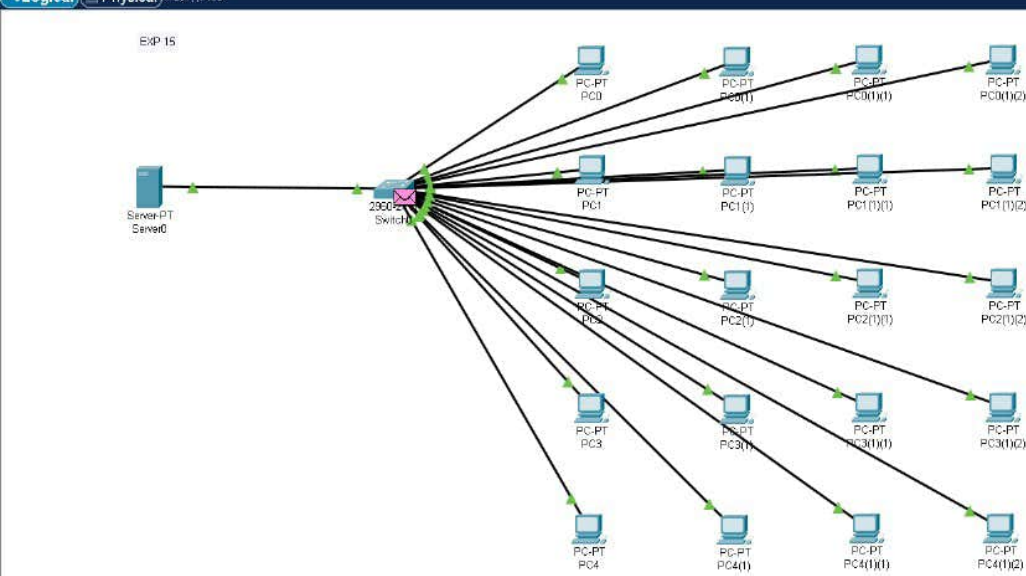 Logical Physical
EXP 15
PC-PT
PC0
PC-PT
PC0(1)
PC-PT
PC0(1)(1)
PC-PT
PC0(1)(2)
PC-PT
PC1
PC-PT
PC1(1)
PC-PT
PC1(1)(1)
PC-PT
PC1(1)(2)
Server-PT
Server0
Switch
PC-PT
PC2
PC-PT
PC2(1)
PC-PT
PC2(1)(1)
PC-PT
PC2(1)(2)
PC-PT
PC3
PC-PT
PC3(1)
PC-PT
PC3(1)(1)
PC-PT
PC3(1)(2)
PC-PT
PC4
PC-PT
PC4(1)
PC-PT
PC4(1)(1)
PC-PT
PC4(1)(2)